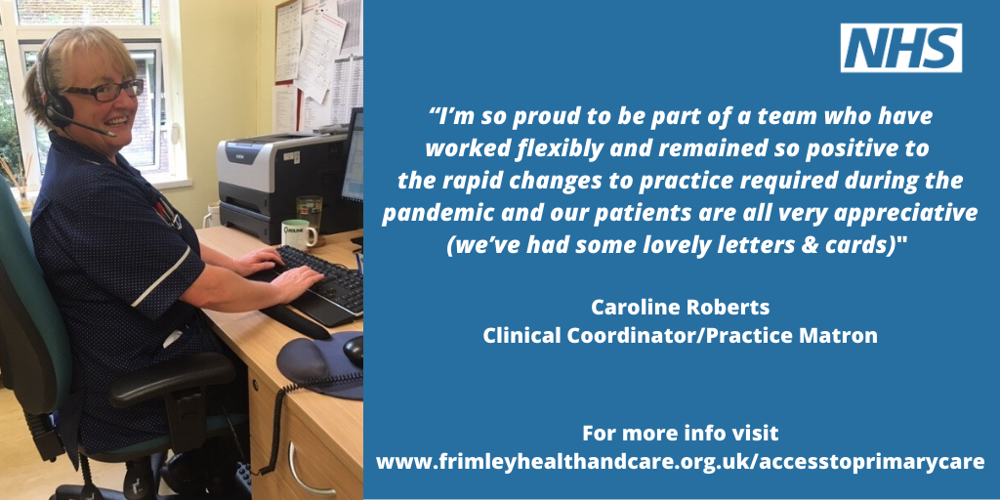 NHS
“I’m so proud to be part of a team who have
worked flexibly and remained so positive to
the rapid changes to practice required during the
pandemic and our patients are all very appreciative
(we’ve had some lovely letters & cards)"
Caroline Roberts
Clinical Coordinator/Practice Matron
For more info visit
www.frimleyhealthandcare.org.uk/accesstoprimarycare